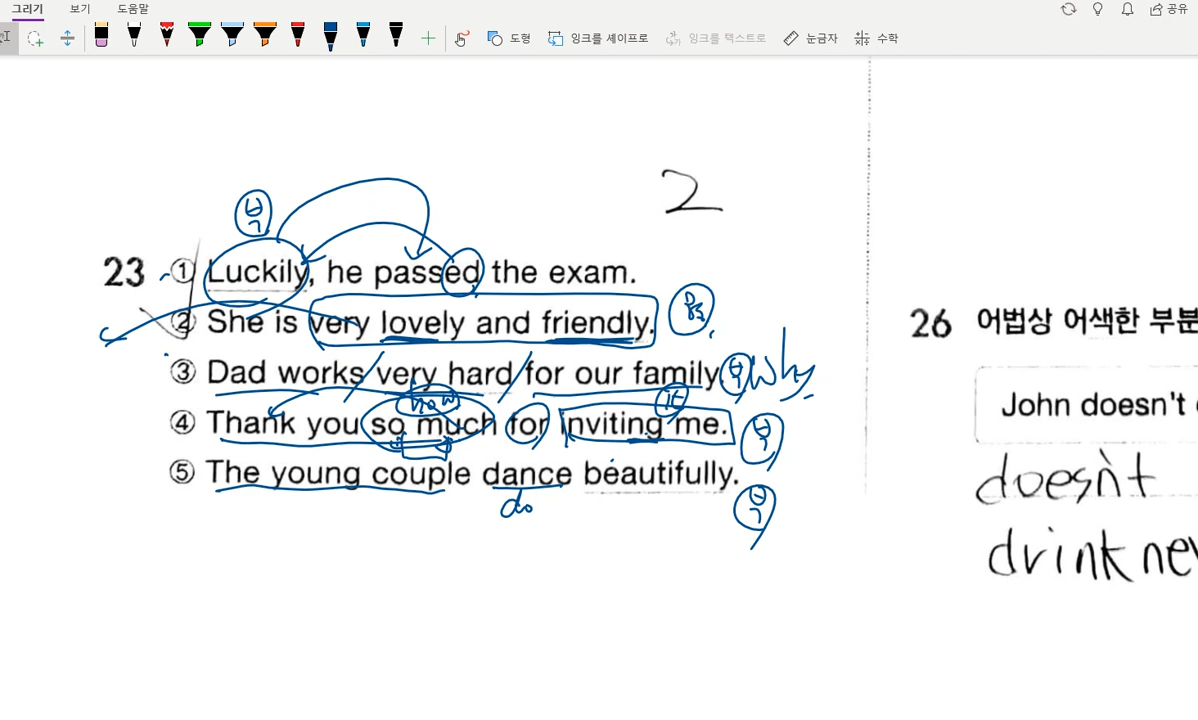 그리기 보기 도움말 공유
도형 잉크를 셰이프로 잉크를 텍스트로 눈금자 수학
2
부
23 ① Luckily, he passed the exam.
② She is very lovely and friendly.
형
③ Dad works very hard for our family.
부 why
how it
④ Thank you so much for inviting me.
부
⑤ The young couple dance beautifully.
do 부
26 어법상 어색한 부분
John doesn't
doesn't
drink